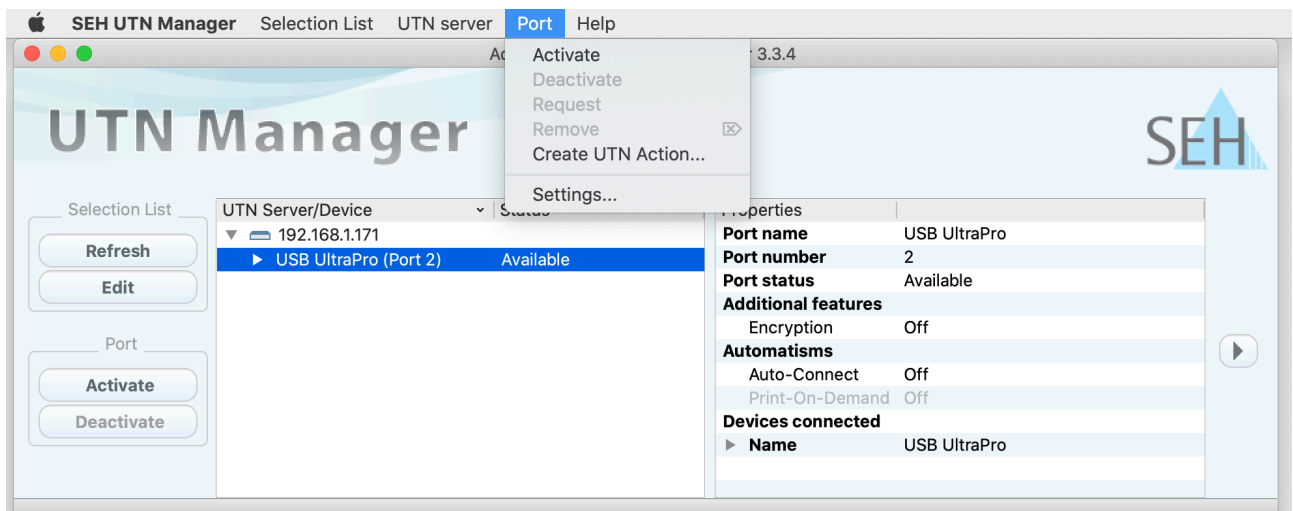 SEH UTN Manager Selection List UTN server Port Help
3.3.4
Activate
Deactivate
Request
Remove
Create UTN Action...
Settings...
UTN Manager
SEH
Selection List
Refresh
Edit
Port
Activate
Deactivate
UTN Server/Device Status
192.168.1.171
USB UltraPro (Port 2) Available
Properties
Port name USB UltraPro
Port number 2
Port status Available
Additional features
Encryption Off
Automatisms
Auto-Connect Off
Print-On-Demand Off
Devices connected
Name USB UltraPro